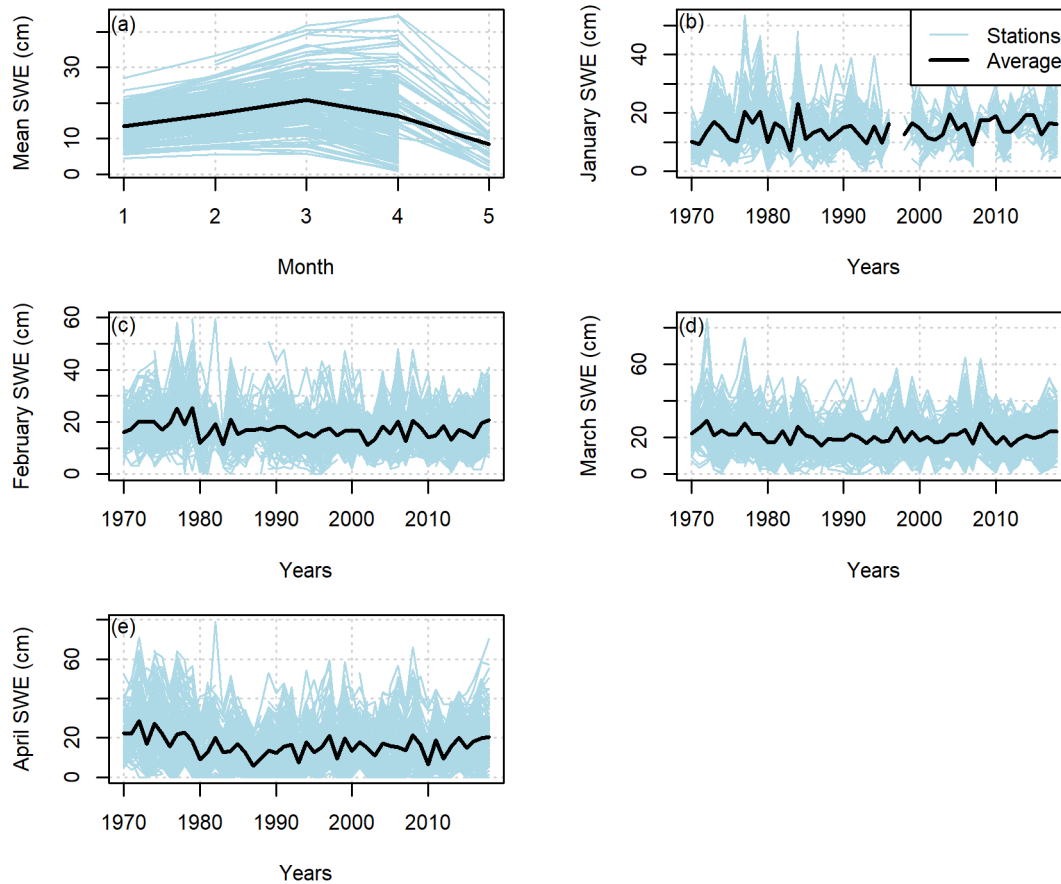 (a)
Mean SWE (cm)
0
10
30
1
2
3
4
5
Month
(b)
January SWE (cm)
0
20
40
1970
1980
1990
2000
2010
Years
Stations
Average
(c)
February SWE (cm)
0
20
40
60
1970
1980
1990
2000
2010
Years
(d)
March SWE (cm)
0
20
60
1970
1980
1990
2000
2010
Years
(e)
April SWE (cm)
0
20
60
1970
1980
1990
2000
2010
Years